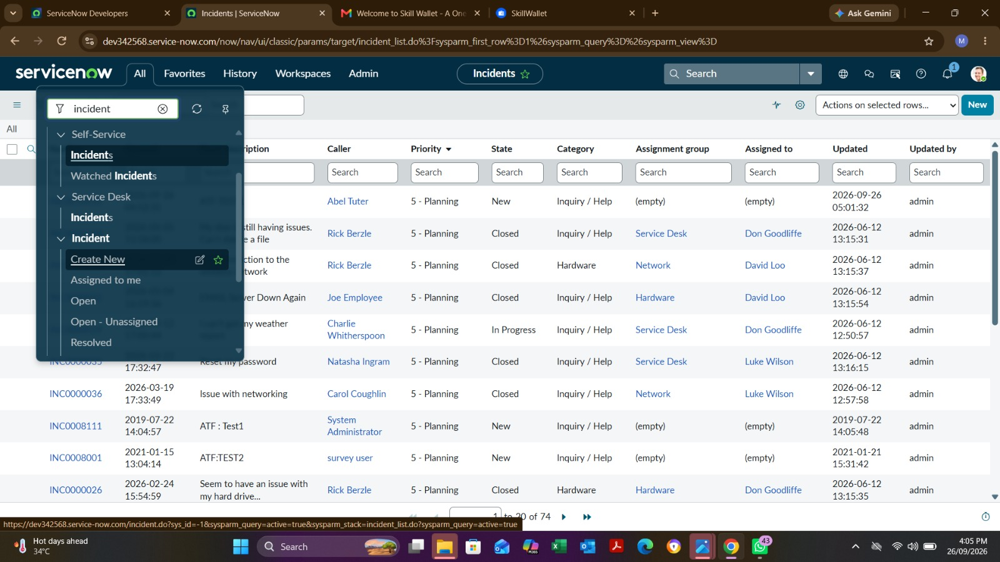 ServiceNow Developers
Incidents | ServiceNow
Welcome to Skill Wallet - A One
SkillWallet
Ask Gemini
dev342568.service-now.com/now/nav/ui/classic/params/target/incident_list.do%3Fsysparm_first_row%3D1%26sysparm_query%3D%26sysparm_view%3D
M
servicenow
All
Favorites
History
Workspaces
Admin
Incidents
Search
1
incident
Actions on selected rows...
New
All
Self-Service
Incidents
Watched Incidents
Service Desk
Incidents
Incident
Create New
Assigned to me
Open
Open - Unassigned
Resolved
ription Caller Priority State Category Assignment group Assigned to Updated Updated by
Search Search Search Search Search Search Search Search
Abel Tuter 5 - Planning New Inquiry / Help (empty) (empty) 2026-09-26 05:01:32 admin
still having issues.
e a file
Rick Berzle 5 - Planning Closed Inquiry / Help Service Desk Don Goodliffe 2026-06-12 13:15:31 admin
ction to the
twork
Rick Berzle 5 - Planning Closed Hardware Network David Loo 2026-06-12 13:15:37 admin
ver Down Again Joe Employee 5 - Planning Closed Inquiry / Help Hardware David Loo 2026-06-12 13:15:54 admin
my weather
Charlie Witherspoon 5 - Planning In Progress Inquiry / Help Service Desk Don Goodliffe 2026-06-12 12:50:57 admin
INC0000035 17:32:47 Reset my password Natasha Ingram 5 - Planning Closed Inquiry / Help Service Desk Luke Wilson 2026-06-12 13:16:15 admin
INC0000036 2026-03-19 17:33:49 Issue with networking Carol Coughlin 5 - Planning Closed Inquiry / Help Network Luke Wilson 2026-06-12 12:57:58 admin
INC0008111 2019-07-22 14:04:57 ATF : Test1 System Administrator 5 - Planning New Inquiry / Help (empty) (empty) 2019-07-22 14:05:48 admin
INC0008001 2021-01-15 13:04:14 ATF:TEST2 survey user 5 - Planning New Inquiry / Help (empty) (empty) 2021-01-21 15:31:42 admin
INC0000026 2026-02-24 15:54:59 Seem to have an issue with my hard drive... Rick Berzle 5 - Planning Closed Hardware Hardware Don Goodliffe 2026-06-12 13:15:35 admin
1 to 20 of 74
https://dev342568.service-now.com/incident.do?sys_id=-1&sysparm_query=active=true&sysparm_stack=incident_list.do?sysparm_query=active=true
Hot days ahead
34°C
Search
M365
43
4:05 PM
26/09/2026